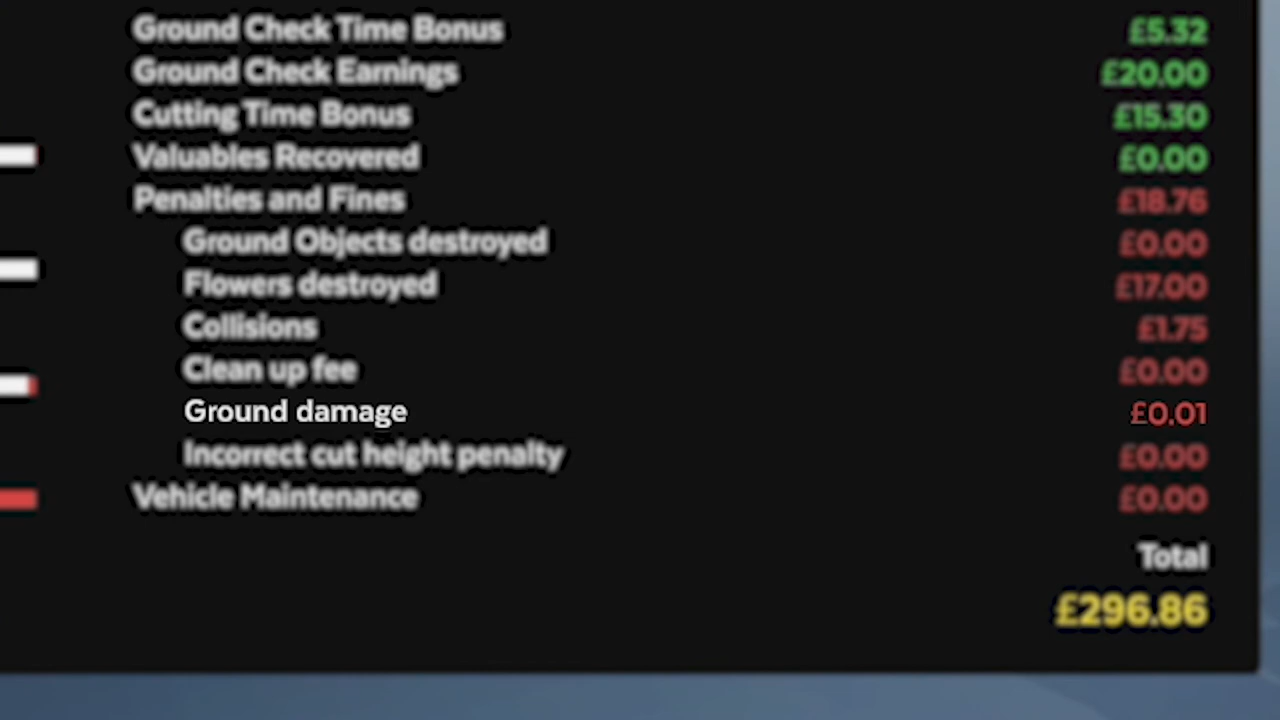 Ground Check Time Bonus £5.32
Ground Check Earnings £20.00
Cutting Time Bonus £15.30
Valuables Recovered £0.00
Penalties and Fines £18.76
Ground Objects destroyed £0.00
Flowers destroyed £17.00
Collisions £1.75
Clean up fee £0.00
Ground damage £0.01
Incorrect cut height penalty £0.00
Vehicle Maintenance £0.00
Total
£296.86